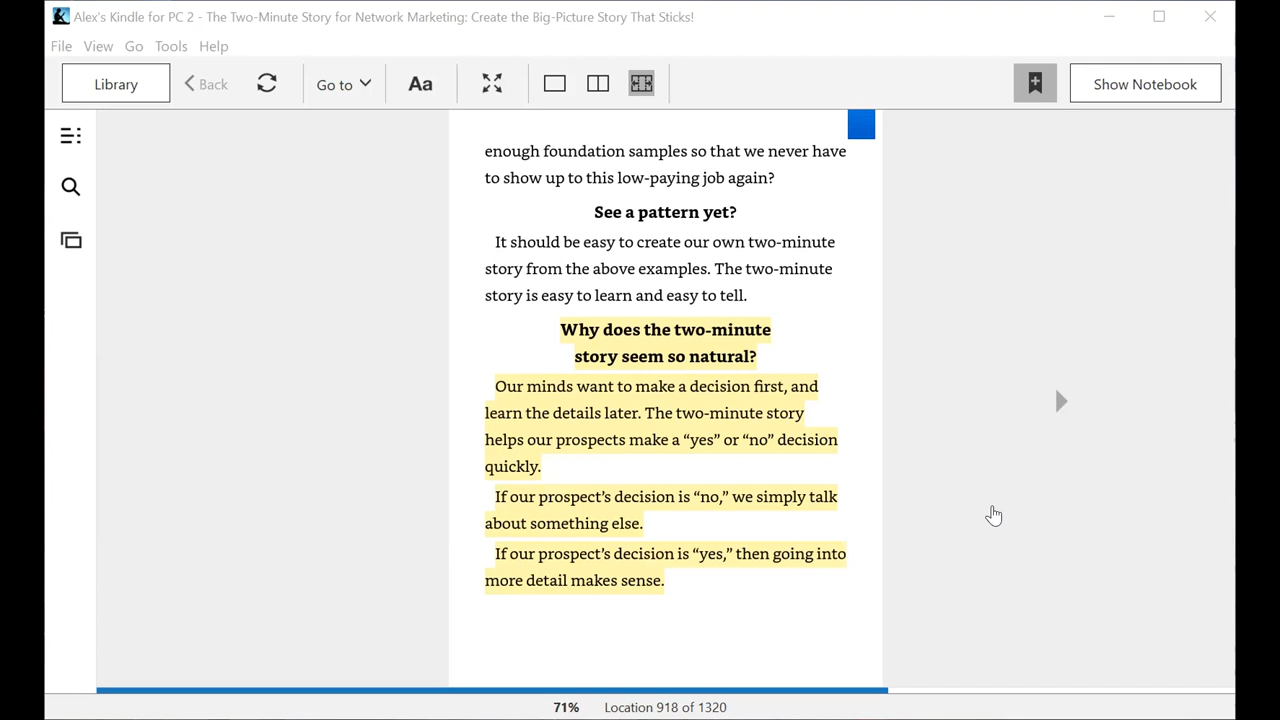 Alex's Kindle for PC 2 - The Two-Minute Story for Network Marketing: Create the Big-Picture Story That Sticks!
File View Go Tools Help
Library Back Go to Aa Show Notebook
enough foundation samples so that we never have
to show up to this low-paying job again?
See a pattern yet?
It should be easy to create our own two-minute
story from the above examples. The two-minute
story is easy to learn and easy to tell.
Why does the two-minute
story seem so natural?
Our minds want to make a decision first, and
learn the details later. The two-minute story
helps our prospects make a “yes” or “no” decision
quickly.
If our prospect’s decision is “no,” we simply talk
about something else.
If our prospect’s decision is “yes,” then going into
more detail makes sense.
71% Location 918 of 1320